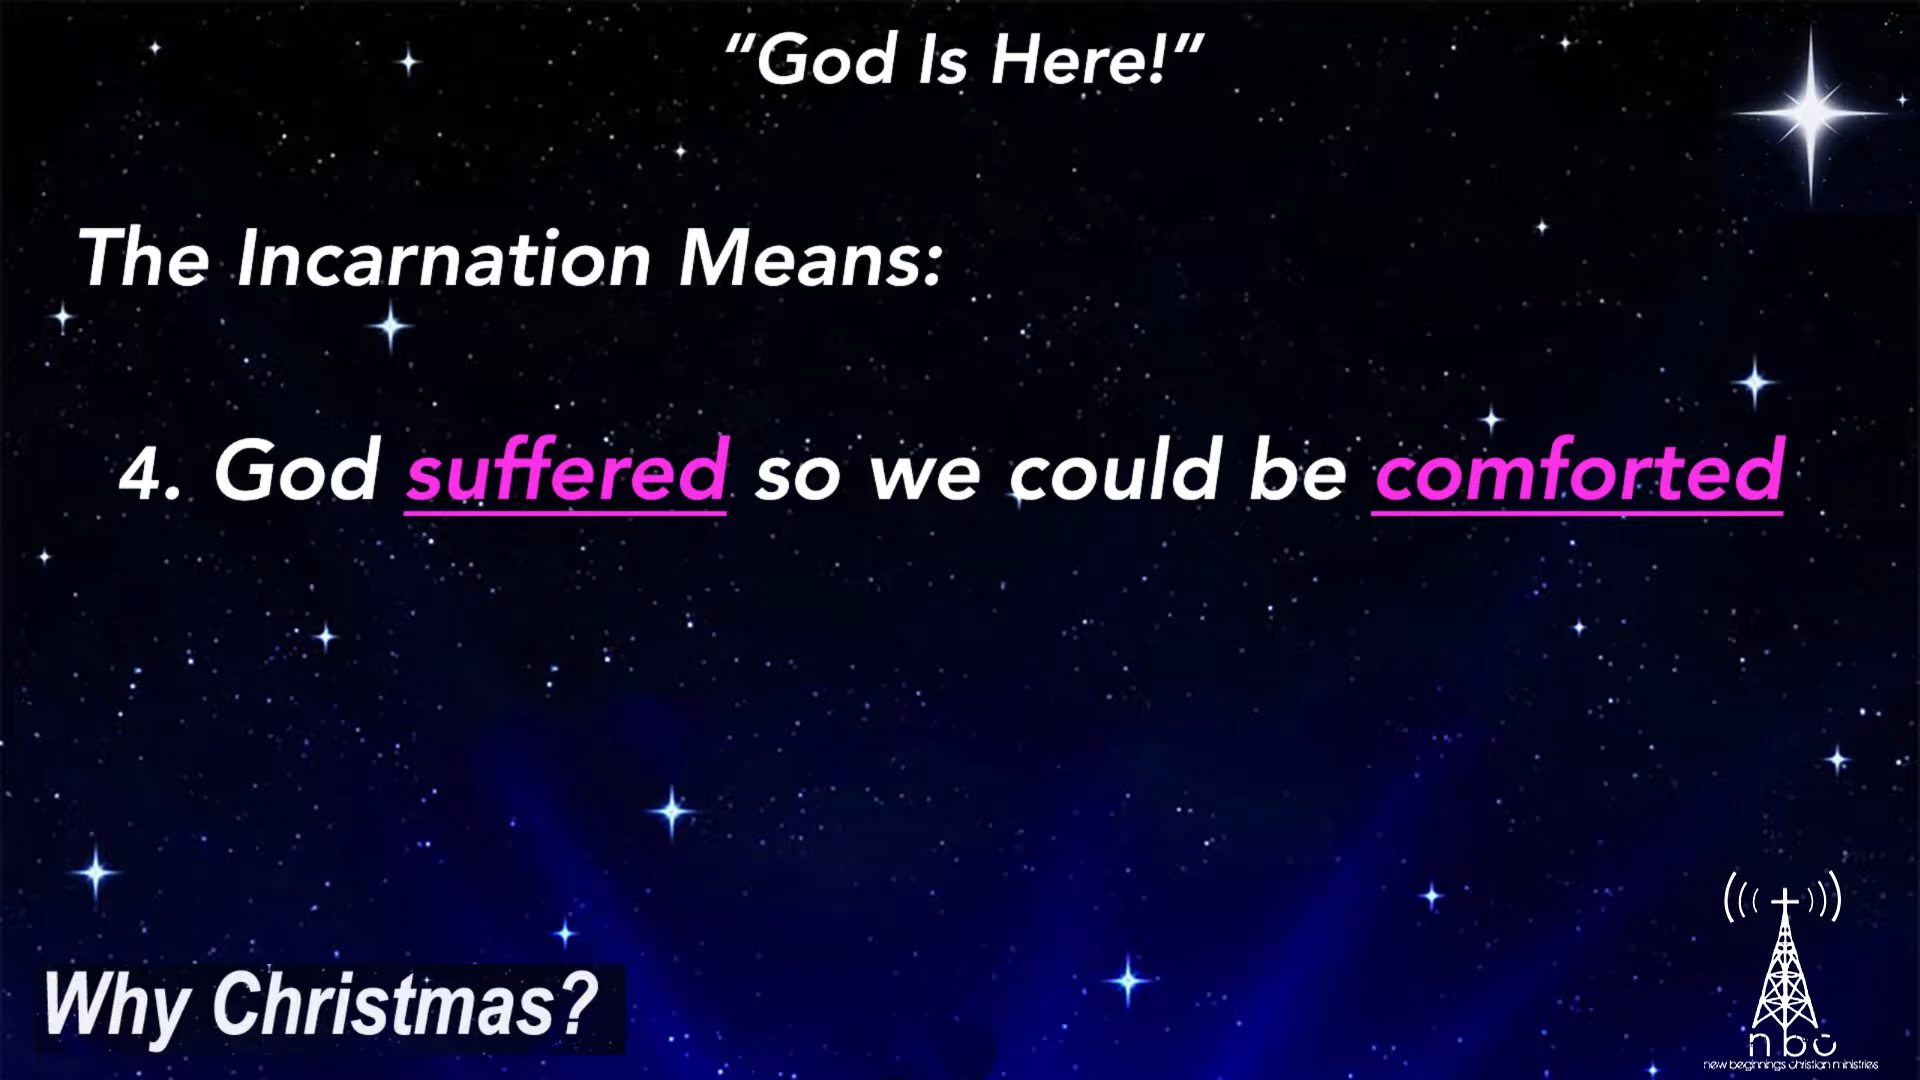 “God Is Here!”
The Incarnation Means:
4. God suffered so we could be comforted
Why Christmas?
nbc
new beginnings christian ministries